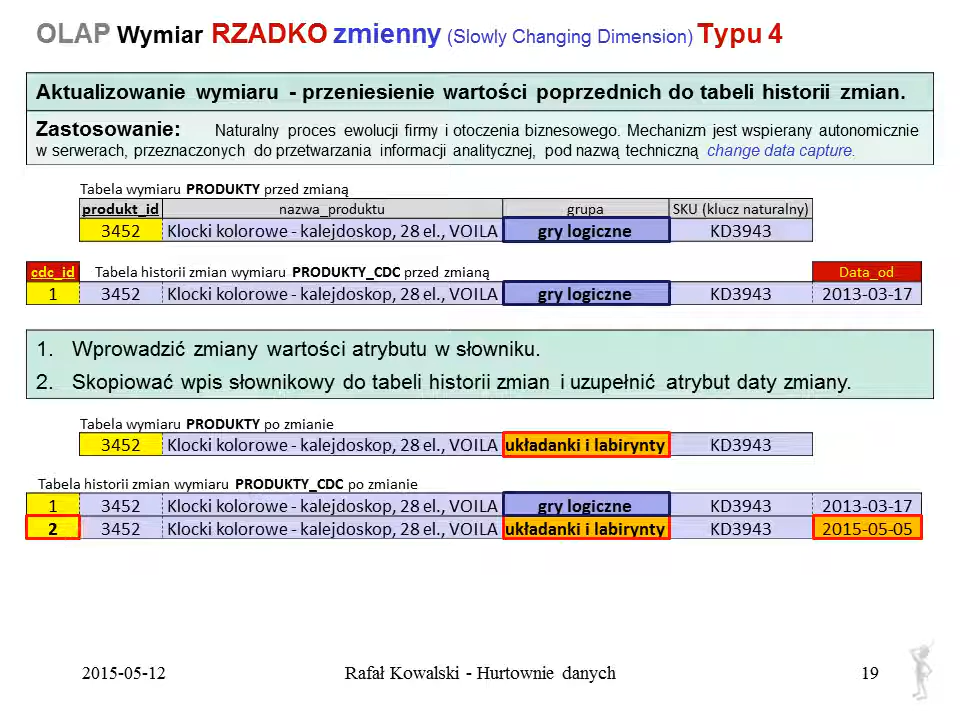 OLAP Wymiar RZADKO zmienny (Slowly Changing Dimension) Typu 4
Aktualizowanie wymiaru - przeniesienie wartości poprzednich do tabeli historii zmian.
Zastosowanie: Naturalny proces ewolucji firmy i otoczenia biznesowego. Mechanizm jest wspierany autonomicznie
w serwerach, przeznaczonych do przetwarzania informacji analitycznej, pod nazwą techniczną change data capture.
Tabela wymiaru PRODUKTY przed zmianą
produkt_id nazwa_produktu grupa SKU (klucz naturalny)
3452 Klocki kolorowe - kalejdoskop, 28 el., VOILA gry logiczne KD3943
cdc_id Tabela historii zmian wymiaru PRODUKTY_CDC przed zmianą Data_od
1 3452 Klocki kolorowe - kalejdoskop, 28 el., VOILA gry logiczne KD3943 2013-03-17
1. Wprowadzić zmiany wartości atrybutu w słowniku.
2. Skopiować wpis słownikowy do tabeli historii zmian i uzupełnić atrybut daty zmiany.
Tabela wymiaru PRODUKTY po zmianie
3452 Klocki kolorowe - kalejdoskop, 28 el., VOILA układanki i labirynty KD3943
Tabela historii zmian wymiaru PRODUKTY_CDC po zmianie
1 3452 Klocki kolorowe - kalejdoskop, 28 el., VOILA gry logiczne KD3943 2013-03-17
2 3452 Klocki kolorowe - kalejdoskop, 28 el., VOILA układanki i labirynty KD3943 2015-05-05
2015-05-12 Rafał Kowalski - Hurtownie danych 19